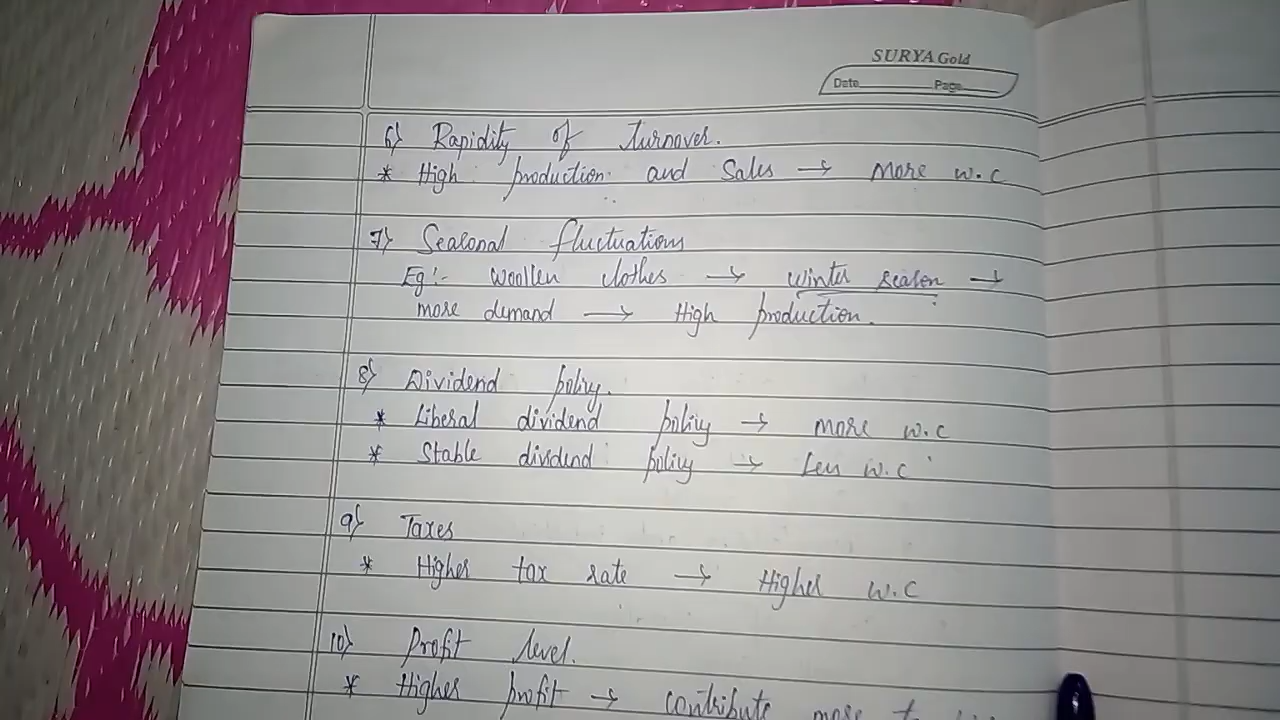 SURYA Gold
Date Page
6) Rapidity of turnover.
* High production and Sales → More w.c
7) Seasonal fluctuations
Eg:- woollen clothes → winter season →
more demand → High production.
8) Dividend policy.
* Liberal dividend policy → more w.c
* Stable dividend policy → Less w.c
9) Taxes
* Higher tax rate → Higher w.c
10) Profit level.
* Higher profit → contribute more